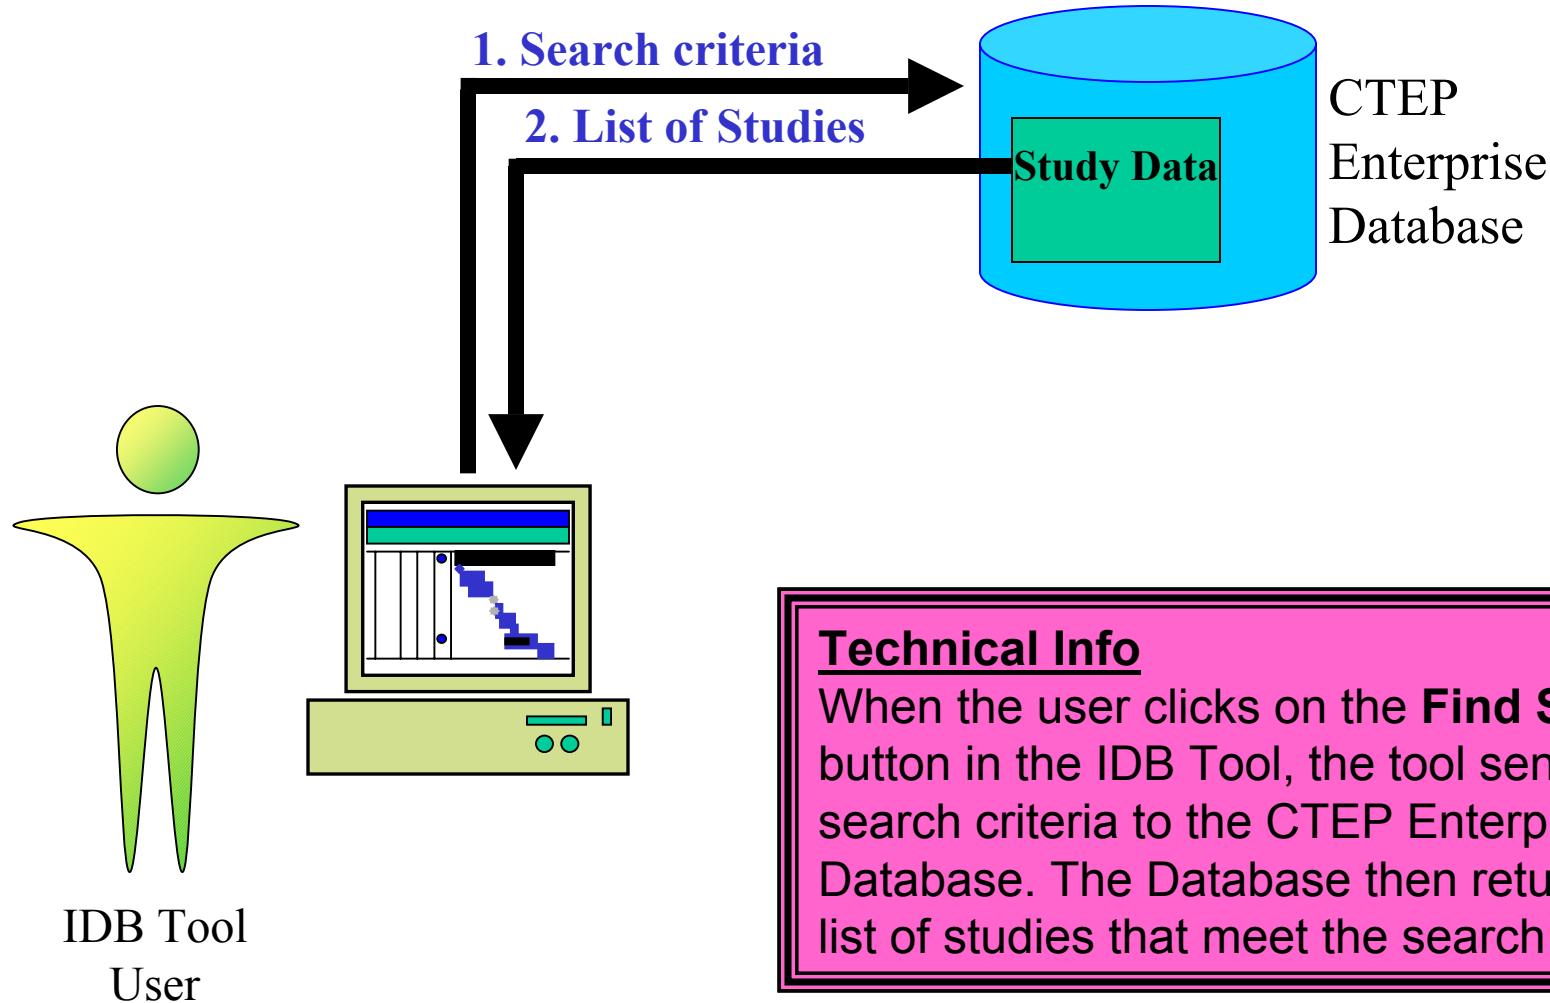 1. Search criteria
2. List of Studies
Study Data
CTEP
Enterprise
Database
IDB Tool
User
Technical Info
When the user clicks on the Find
button in the IDB Tool, the tool
search criteria to the CTEP
Database. The Database then
list of studies that meet the search